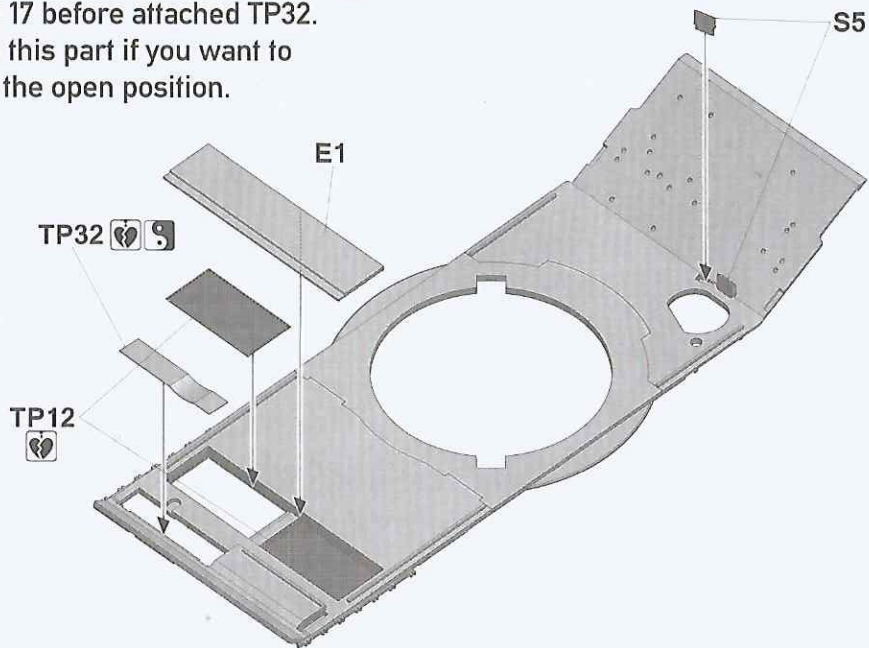 17 before attached TP32.
this part if you want to
the open position.
S5
E1
TP32
TP12